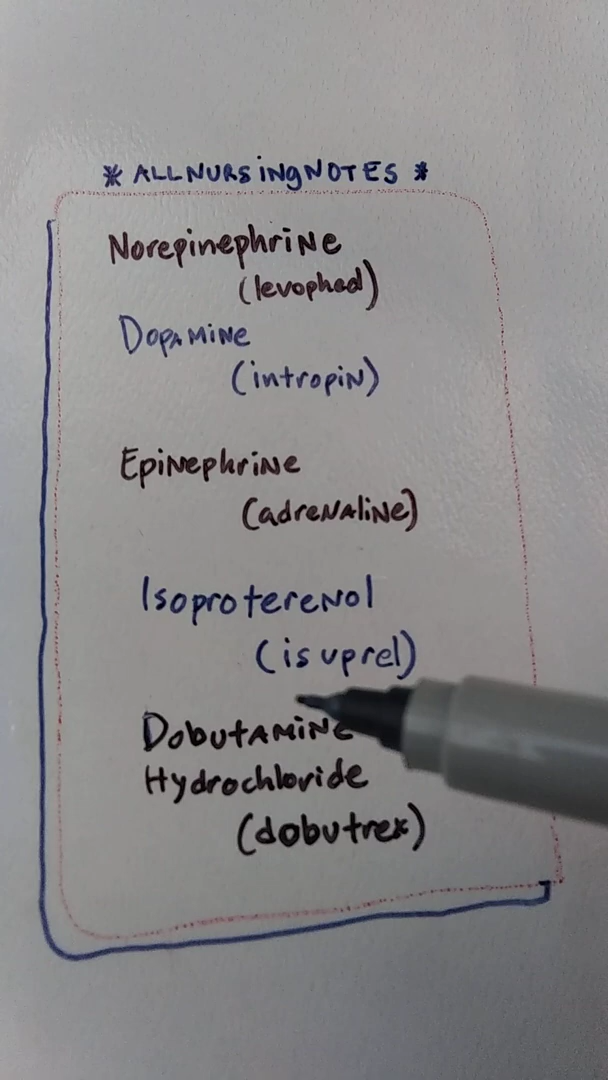 * ALLNURSINGNOTES *
Norepinephrine
(levophed)
Dopamine
(intropin)
Epinephrine
(adrenaline)
Isoproterenol
(isuprel)
Dobutamine
Hydrochloride
(dobutrex)